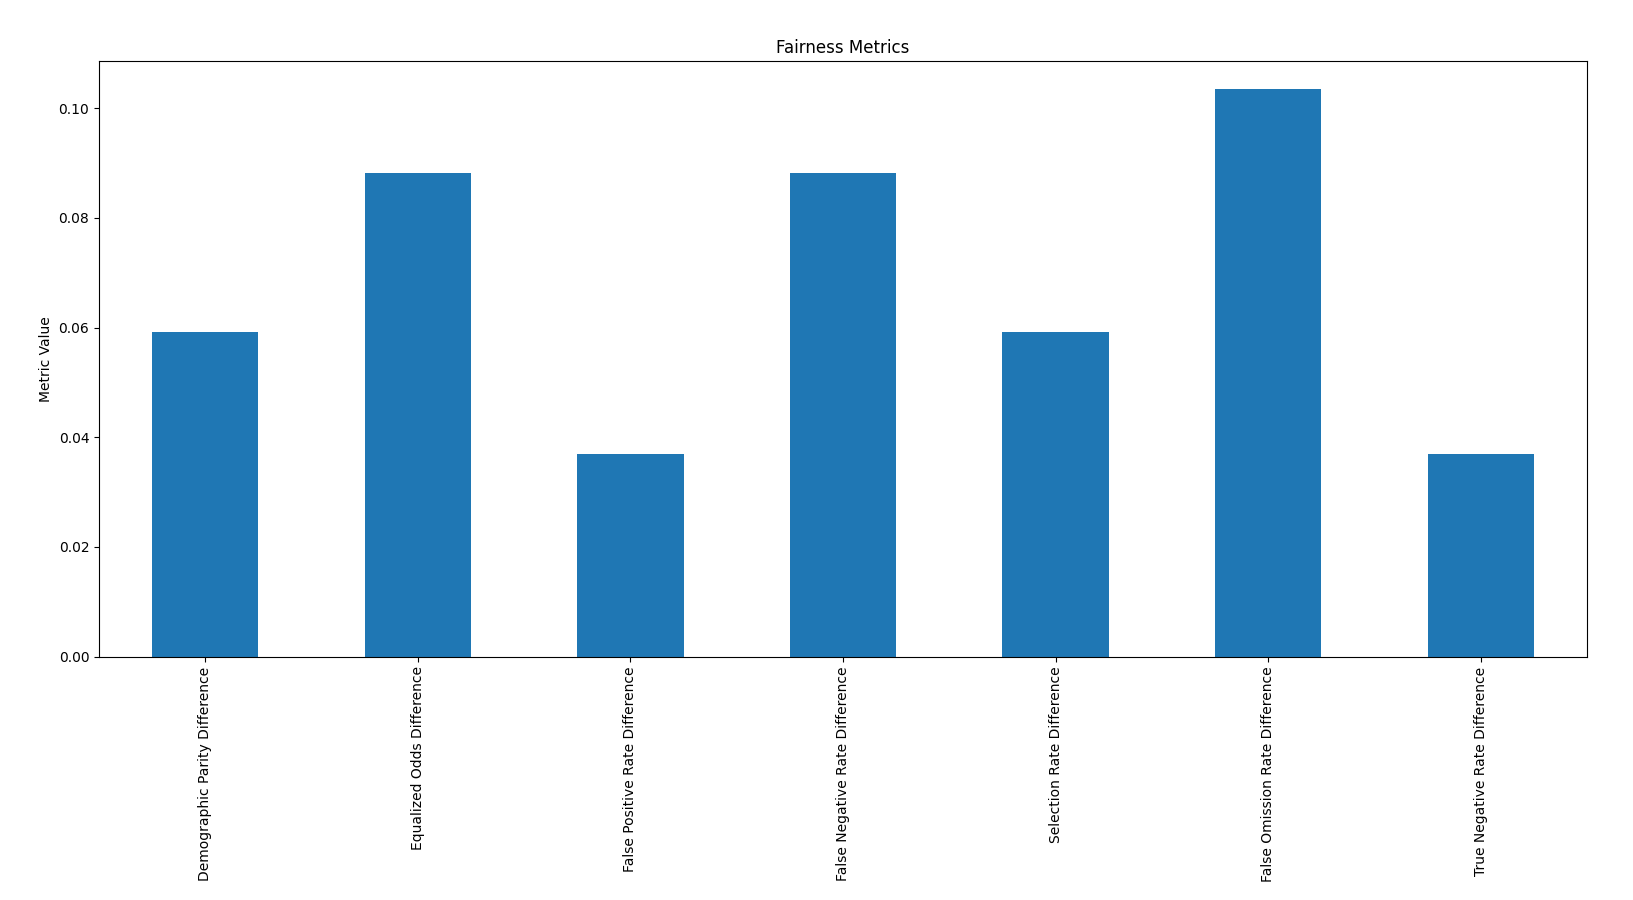 Fairness Metrics
Metric Value
0.10
0.08
0.06
0.04
0.02
0.00
Demographic Parity Difference
Equalized Odds Difference
False Positive Rate Difference
False Negative Rate Difference
Selection Rate Difference
False Omission Rate Difference
True Negative Rate Difference